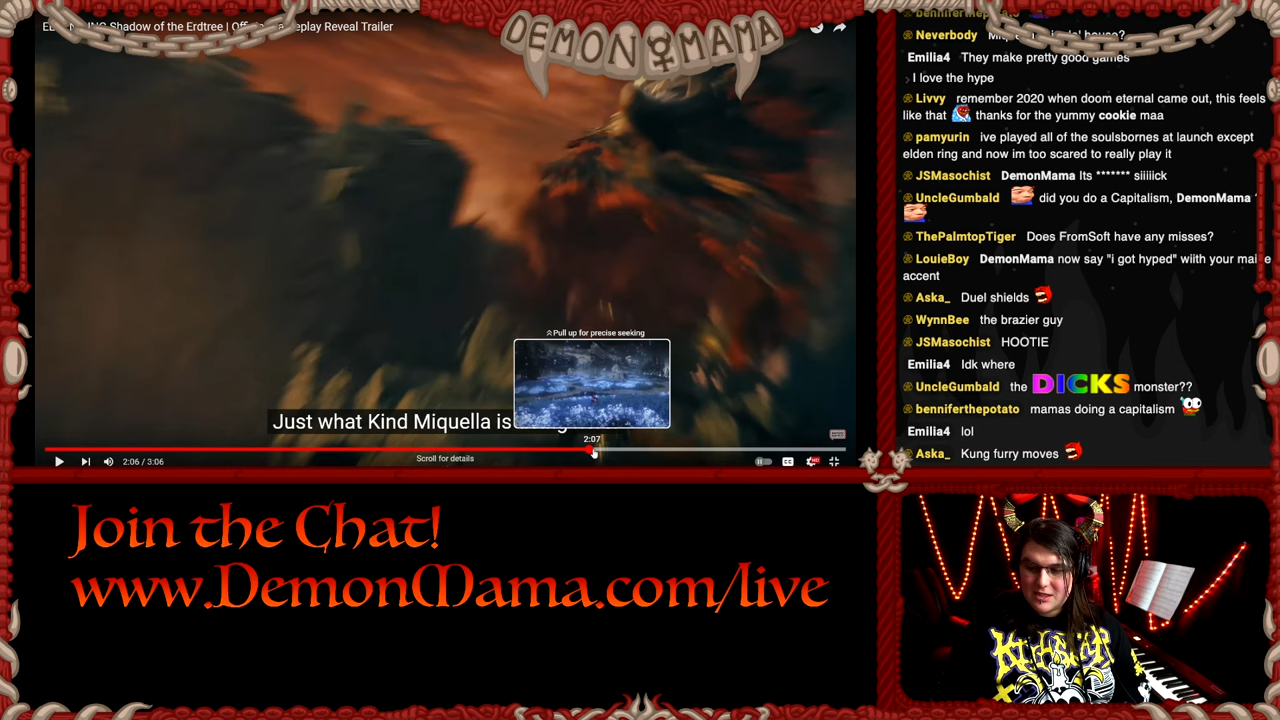 Shadow of the Erdtree | Reveal Trailer
DEMON MAMA
Neverbody
Emilia4 They make pretty good games
I love the hype
Livvy remember 2020 when doom eternal came out, this feels
like that thanks for the yummy cookie maa
pamyurin ive played all of the soulsbornes at launch except
elden ring and now im too scared to really play it
JSMasochist DemonMama Its ******* siiiiick
UncleGumbald did you do a Capitalism, DemonMama
ThePalmtopTiger Does FromSoft have any misses?
LouieBoy DemonMama now say "i got hyped" wiith your
accent
Aska_ Duel shields
WynnBee the brazier guy
JSMasochist HOOTIE
Emilia4 Idk where
UncleGumbald the DICKS monster??
benniferthepotato mamas doing a capitalism
Emilia4 lol
Aska_ Kung furry moves
Pull up for precise seeking
Just what Kind Miquella is
2:07
2:06 / 3:06
Scroll for details
HD
Join the Chat!
www.DemonMama.com/live